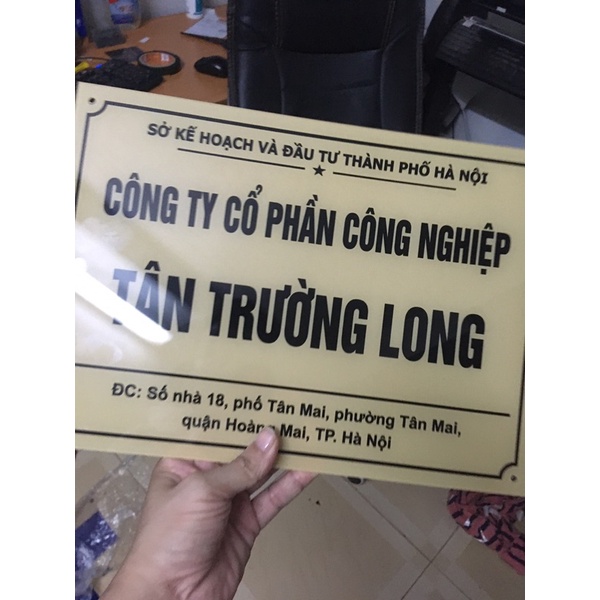 SỞ KẾ HOẠCH VÀ ĐẦU TƯ THÀNH PHỐ HÀ NỘI
CÔNG TY CỔ PHẦN CÔNG NGHIỆP
TÂN TRƯỜNG LONG
ĐC: Số nhà 18, phố Tân Mai, phường Tân Mai,
quận Hoàng Mai, TP. Hà Nội